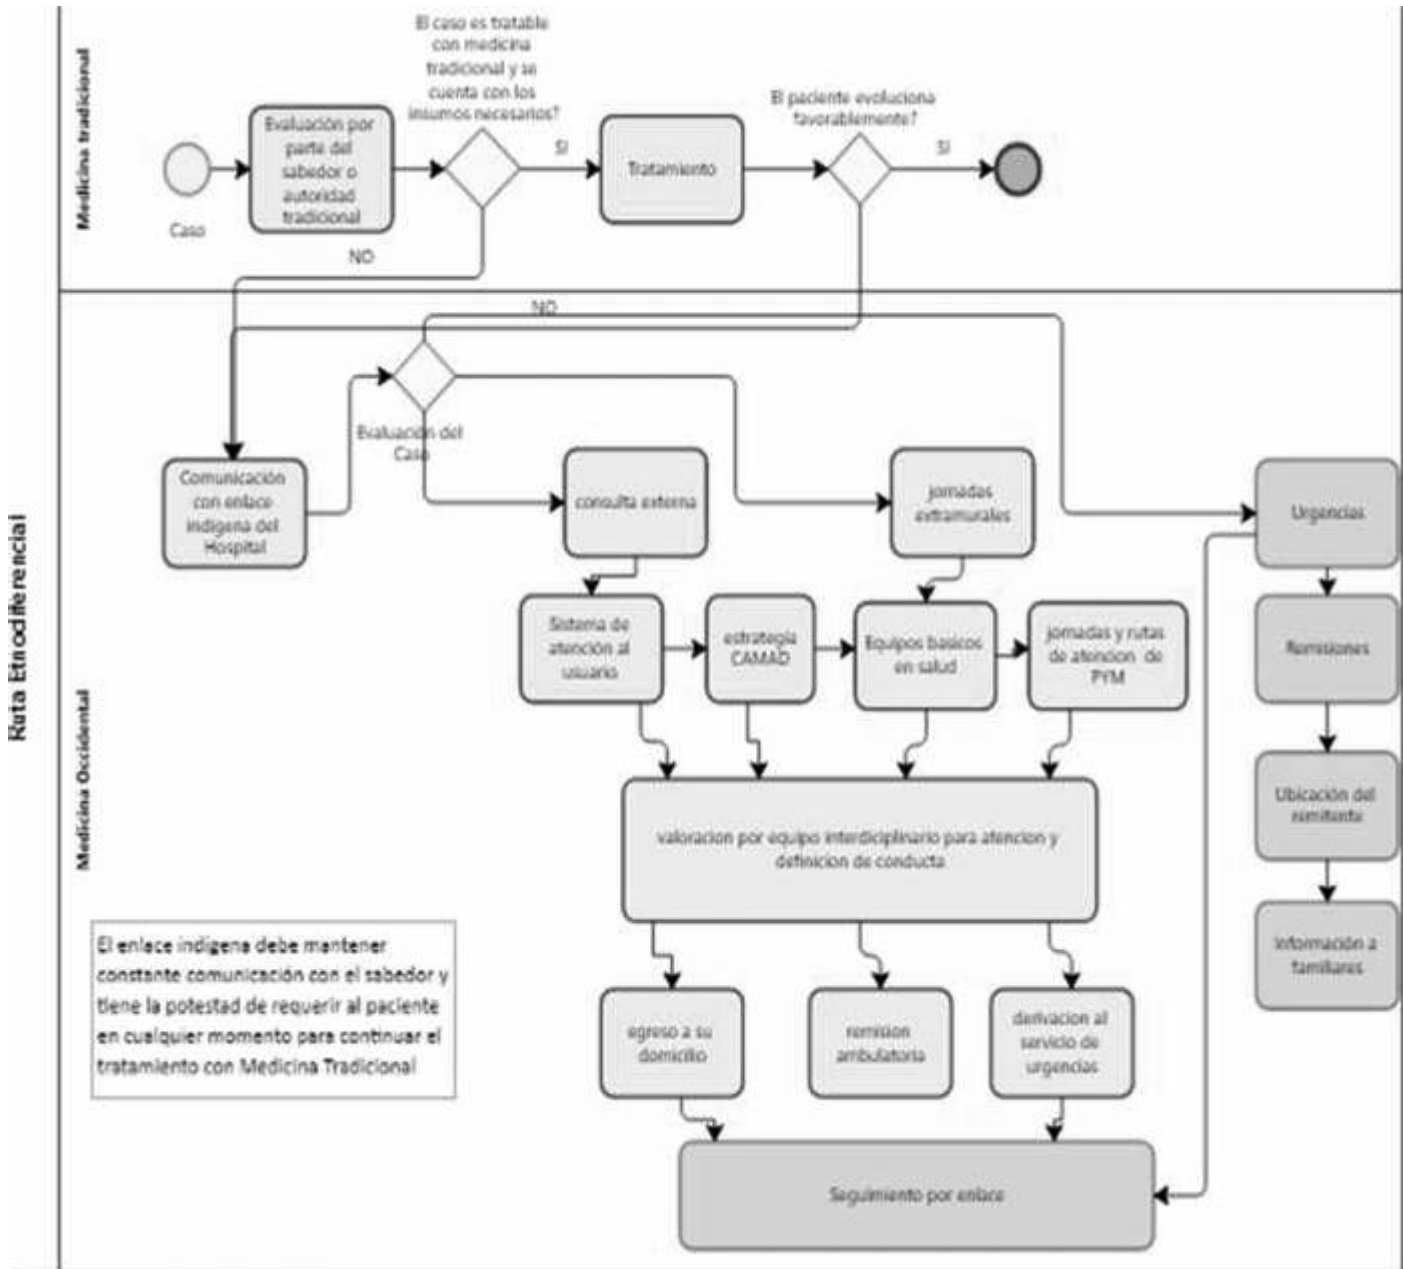 Ruta Etnodiferencial
Medicina tradicional
Caso
Evaluación por
parte del
sabedor o
autoridad
tradicional
El caso es tratable
con medicina
tradicional y se
cuenta con los
insumos necesarios?
SI
NO
Tratamiento
El paciente evoluciona
favorablemente?
SI
NO
Medicina Occidental
Comunicación
con enlace
indigena del
Hospital
Evaluación del
Caso
consulta externa
jornadas
extramurales
Urgencias
Sistema de
atención al
usuario
estrategia
CAMAD
Equipos basicos
en salud
jornadas y rutas
de atencion de
PYM
Remisiones
valoracion por equipo interdiciplinario para atencion y
definicion de conducta
Ubicación del
remitente
Información a
familiares
El enlace indigena debe mantener
constante comunicación con el sabedor y
tiene la potestad de requerir al paciente
en cualquier momento para continuar el
tratamiento con Medicina Tradicional
egreso a su
domicilio
remision
ambulatoria
derivacion al
servicio de
urgencias
Seguimiento por enlace